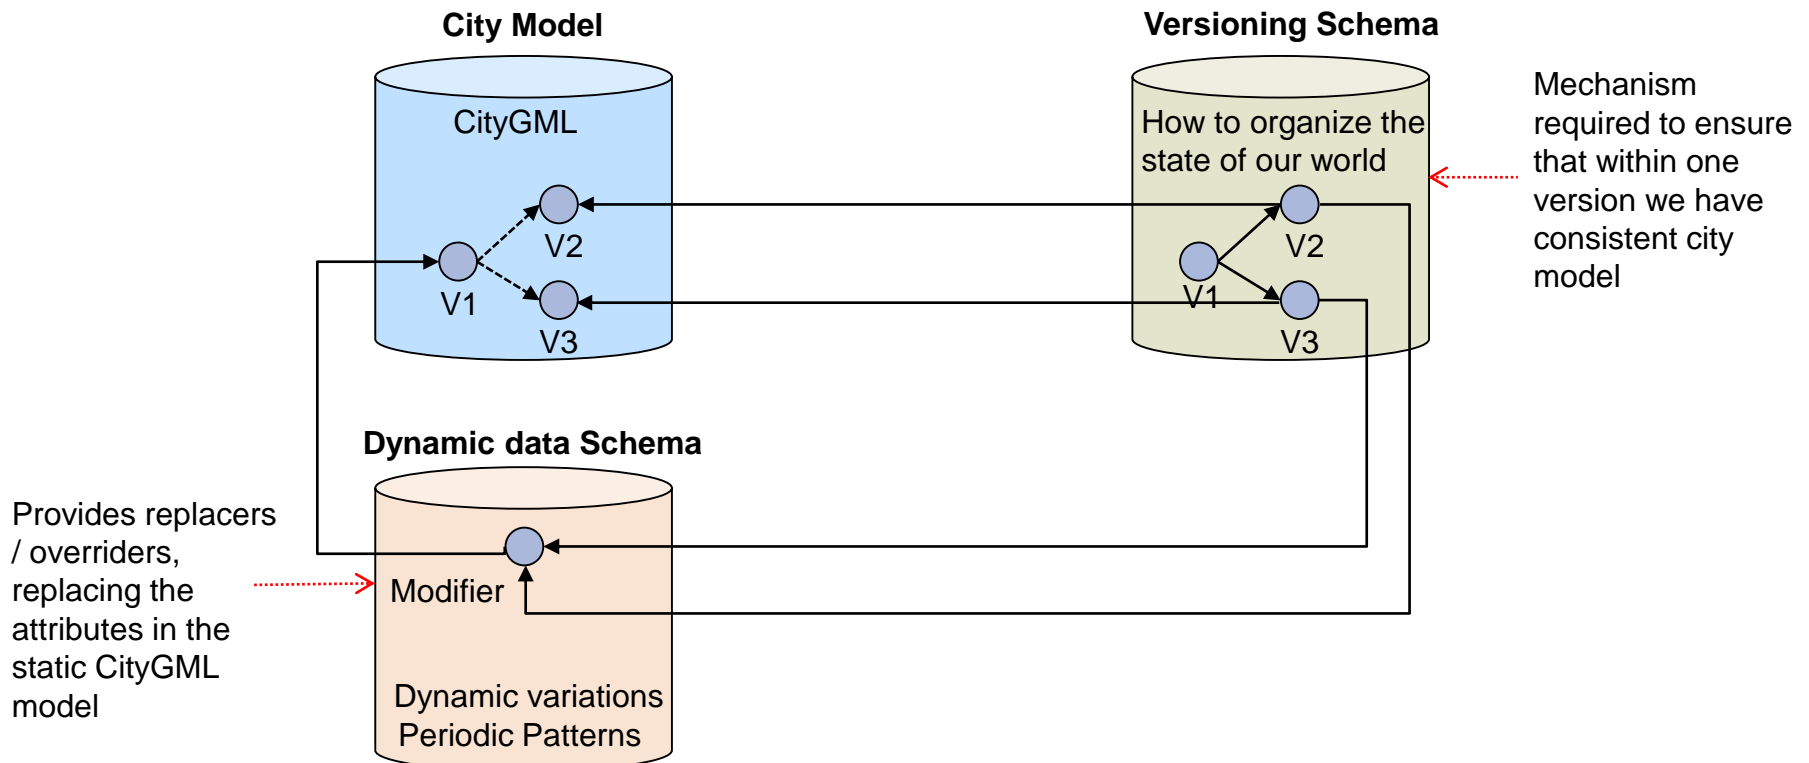 City Model
CityGML
V1
V2
V3
Versioning Schema
How to organize the
state of our world
V1
V2
V3
Mechanism
required to ensure
that within one
version we have
consistent city
model
Dynamic data Schema
Modifier
Dynamic variations
Periodic Patterns
Provides replacers
/ overriders,
replacing the
attributes in the
static CityGML
model